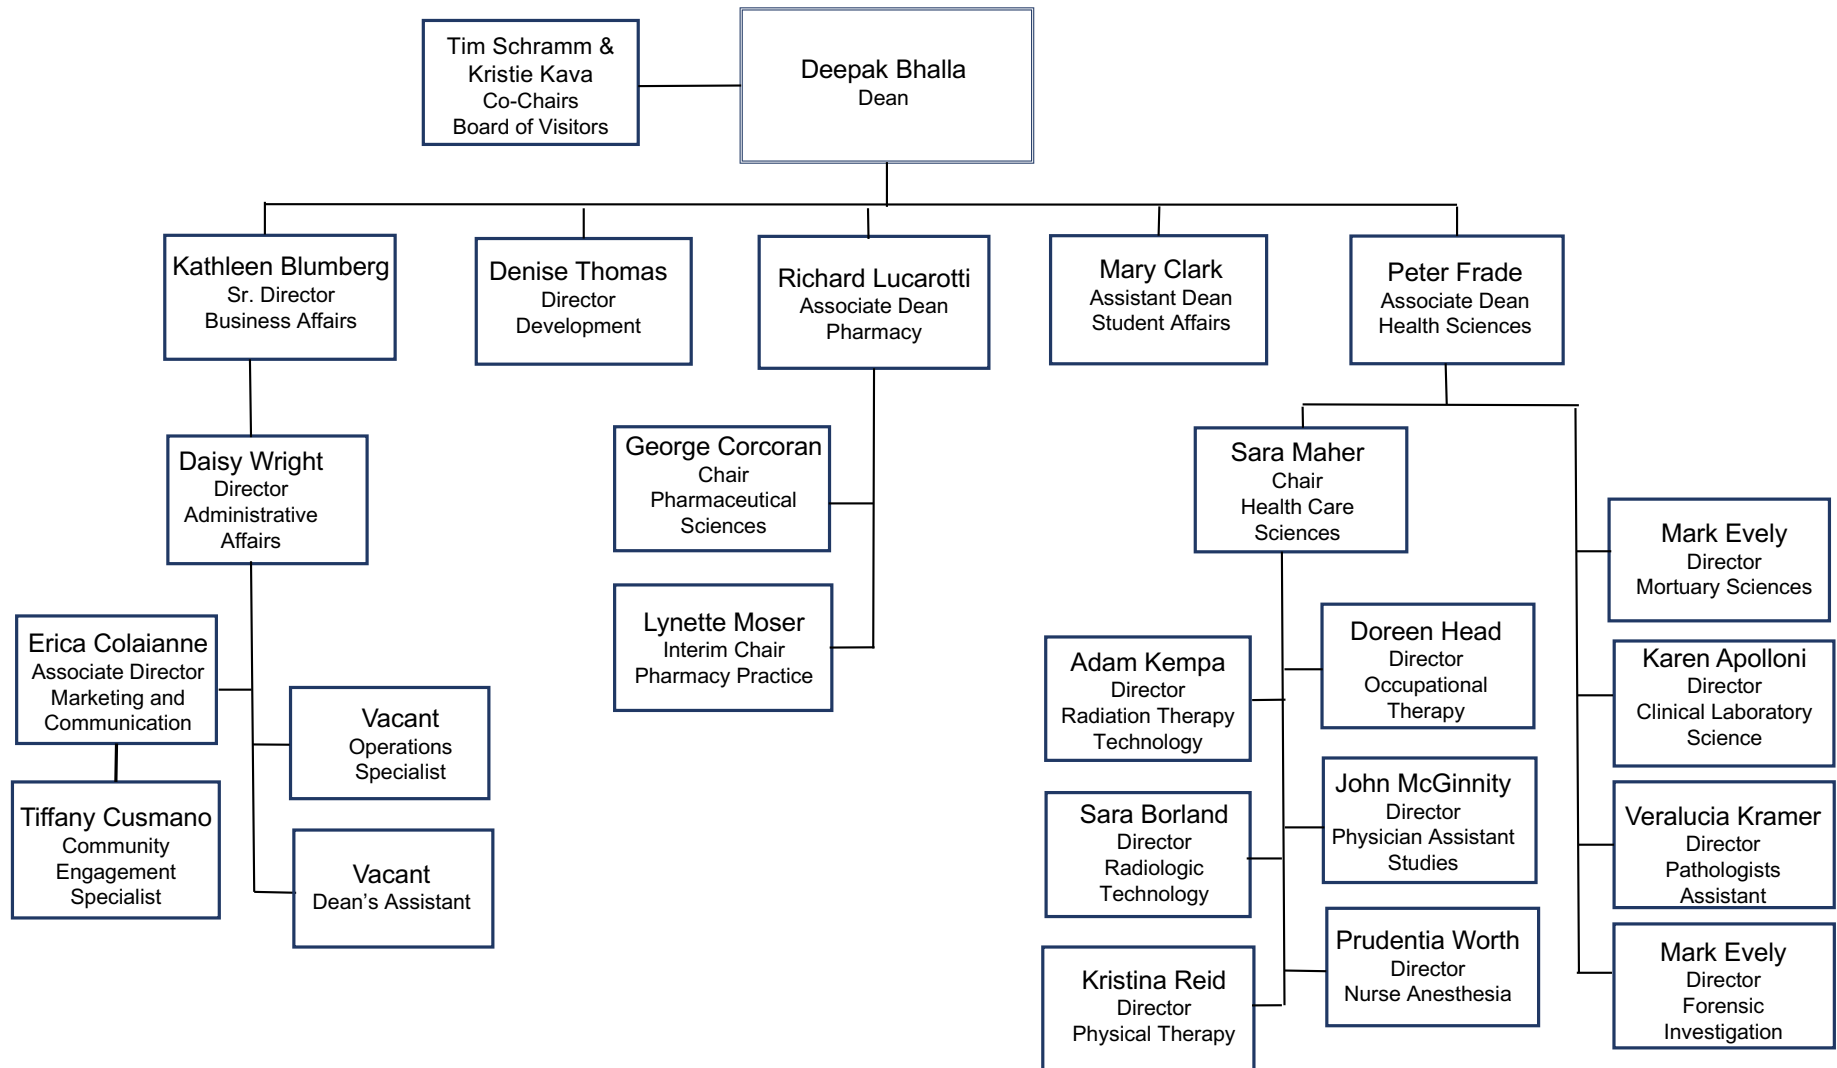 Tim Schramm &
Kristie Kava
Co-Chairs
Board of Visitors
Deepak Bhalla
Dean
Kathleen Blumberg
Sr. Director
Business Affairs
Denise Thomas
Director
Development
Richard Lucarotti
Associate Dean
Pharmacy
Mary Clark
Assistant Dean
Student Affairs
Peter Frade
Associate Dean
Health Sciences
Daisy Wright
Director
Administrative
Affairs
Erica Colaianne
Associate Director
Marketing and
Communication
Tiffany Cusmano
Community
Engagement
Specialist
Vacant
Operations
Specialist
Vacant
Dean’s Assistant
George Corcoran
Chair
Pharmaceutical
Sciences
Lynette Moser
Interim Chair
Pharmacy Practice
Sara Maher
Chair
Health Care
Sciences
Adam Kempa
Director
Radiation Therapy
Technology
Sara Borland
Director
Radiologic
Technology
Kristina Reid
Director
Physical Therapy
Doreen Head
Director
Occupational
Therapy
John McGinnity
Director
Physician Assistant
Studies
Prudentia Worth
Director
Nurse Anesthesia
Mark Evely
Director
Mortuary Sciences
Karen Apolloni
Director
Clinical Laboratory
Science
Veralucia Kramer
Director
Pathologists
Assistant
Mark Evely
Director
Forensic
Investigation